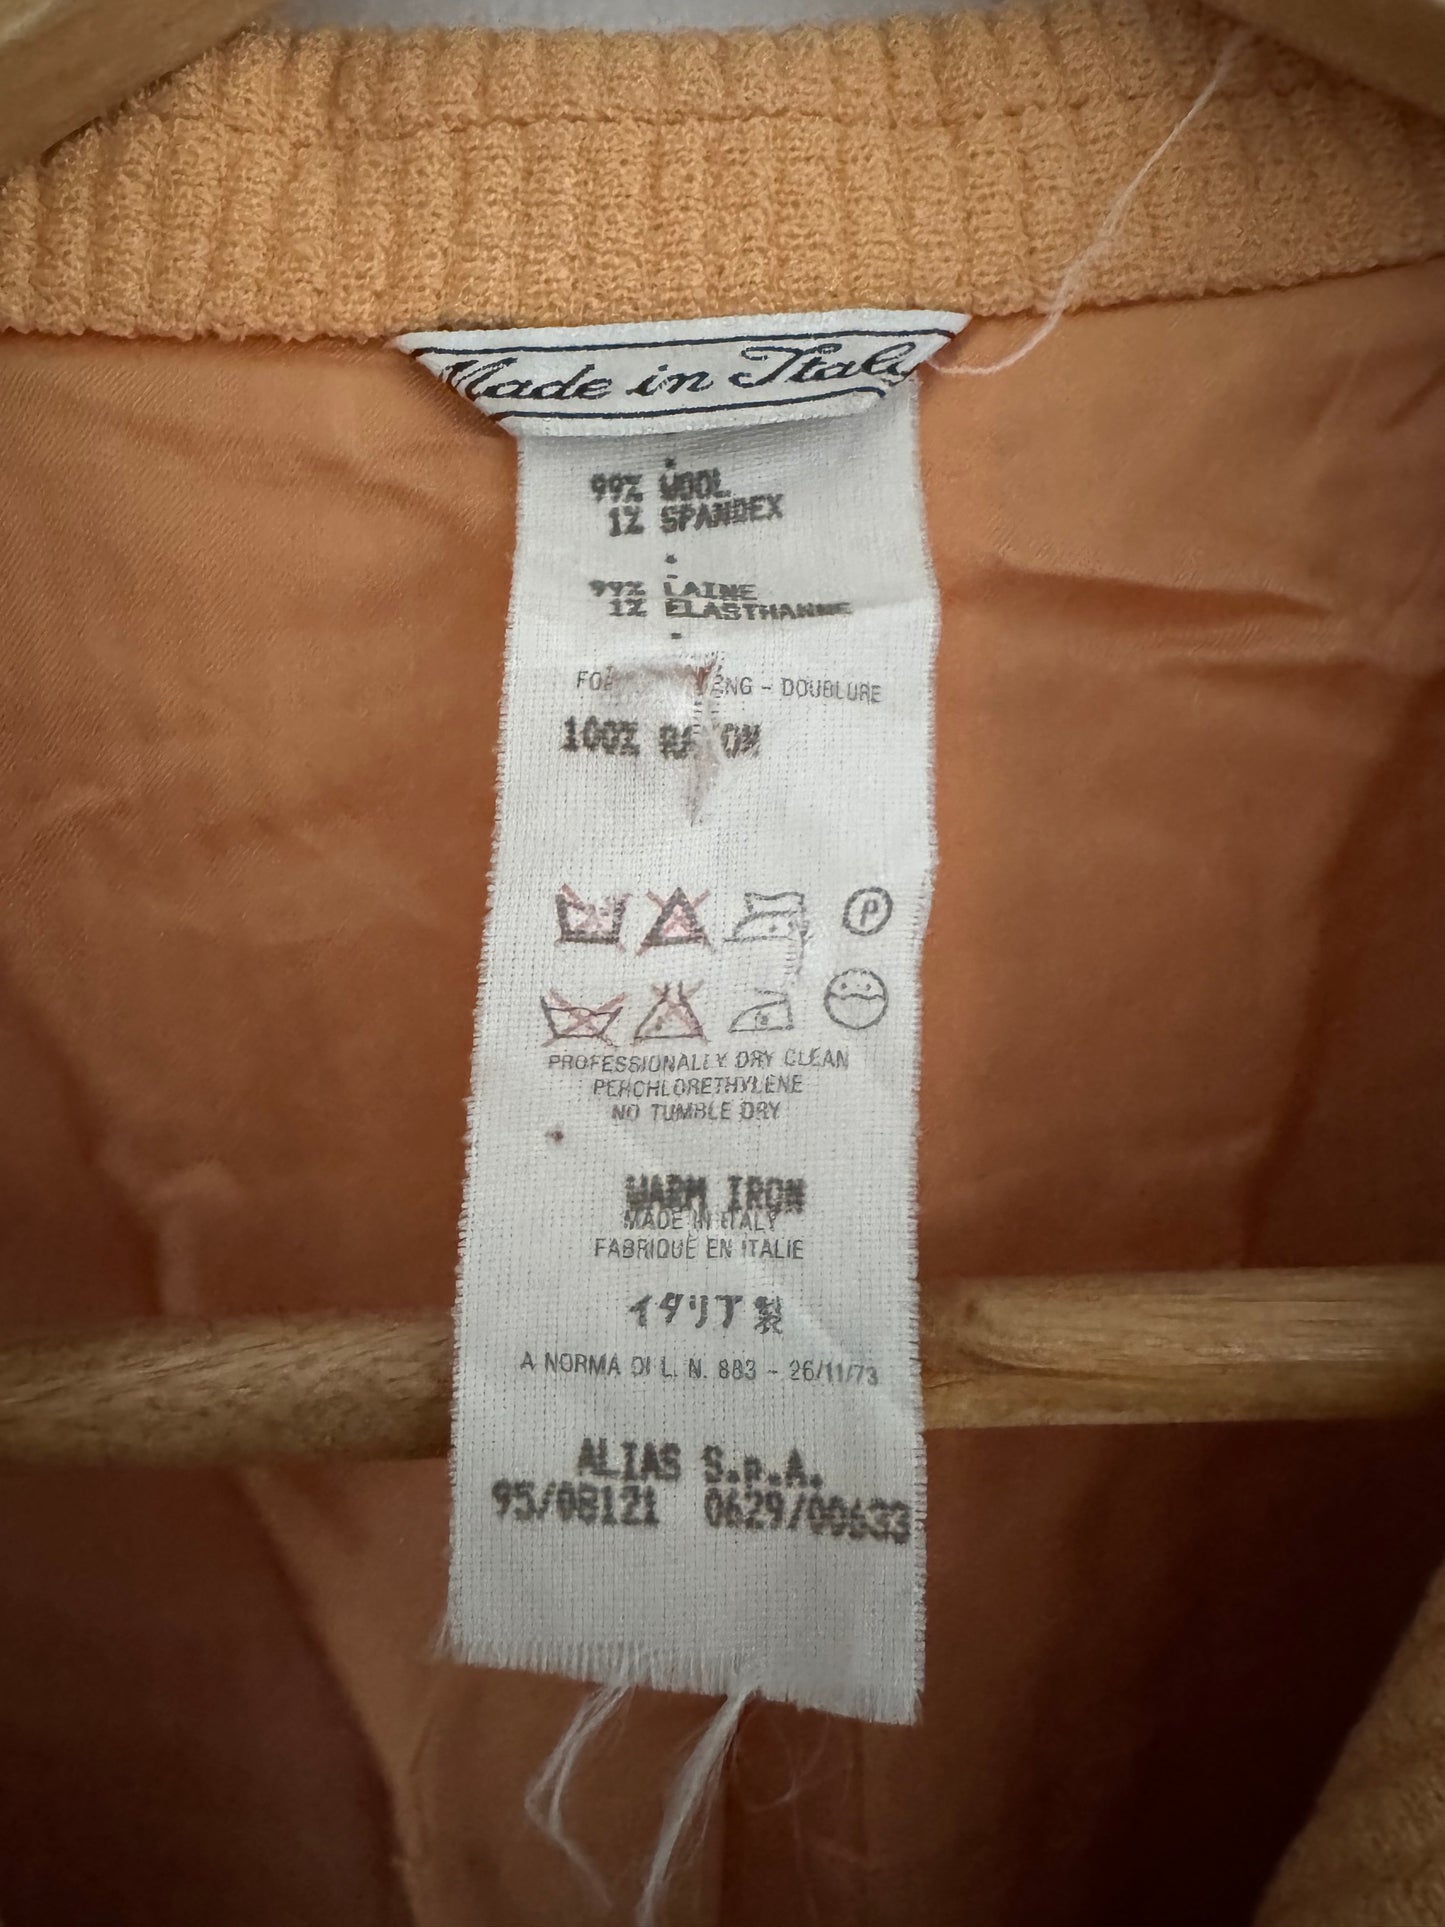 Made in Italy
99% WOOL
1% SPANDEX
99% LAINE
1% ELASTHANNE
- DOUBLURE
100% RAYON
P
PROFESSIONALLY DRY CLEAN
PERCHLORETHYLENE
NO TUMBLE DRY
WARM IRON
MADE IN ITALY
FABRIQUÉ EN ITALIE
イタリア製
A NORMA DI L. N. 883 - 26/11/73
ALIAS S.p.A.
95/08121 0629/00633